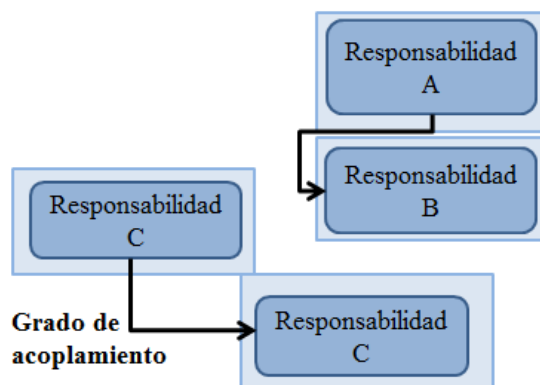 Responsabilidad
A
Responsabilidad
B
Responsabilidad
C
Grado de
acoplamiento
Responsabilidad
C